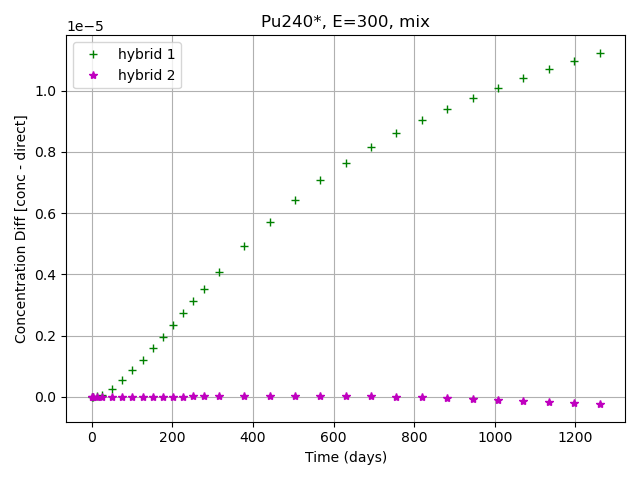 Pu240*, E=300, mix
1e−5
hybrid 1
hybrid 2
Concentration Diff [conc - direct]
1.0
0.8
0.6
0.4
0.2
0.0
0 200 400 600 800 1000 1200
Time (days)